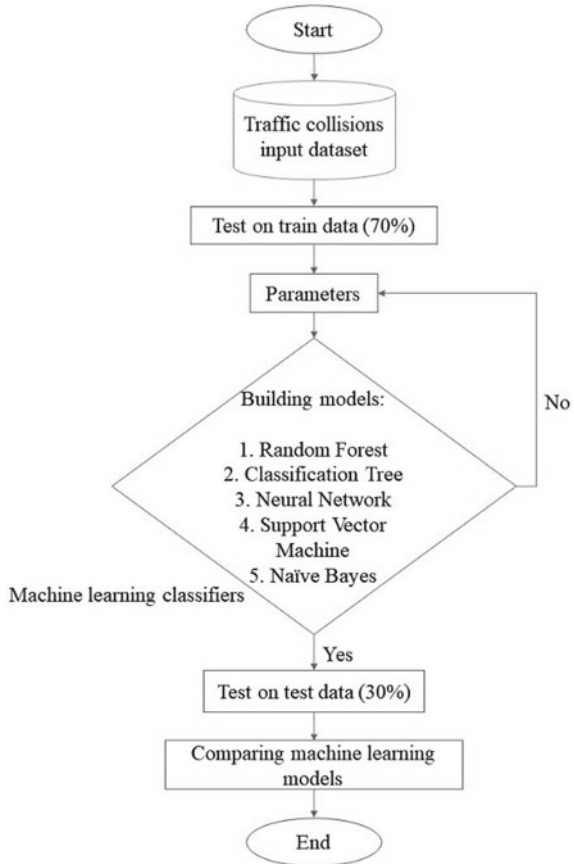 Start
Traffic collisions
input dataset
Test on train data (70%)
Parameters
Building models:
No
1. Random Forest
2. Classification Tree
3. Neural Network
4. Support Vector
Machine
5. Naïve Bayes
Machine learning classifiers
Yes
Test on test data (30%)
Comparing machine learning
models
End